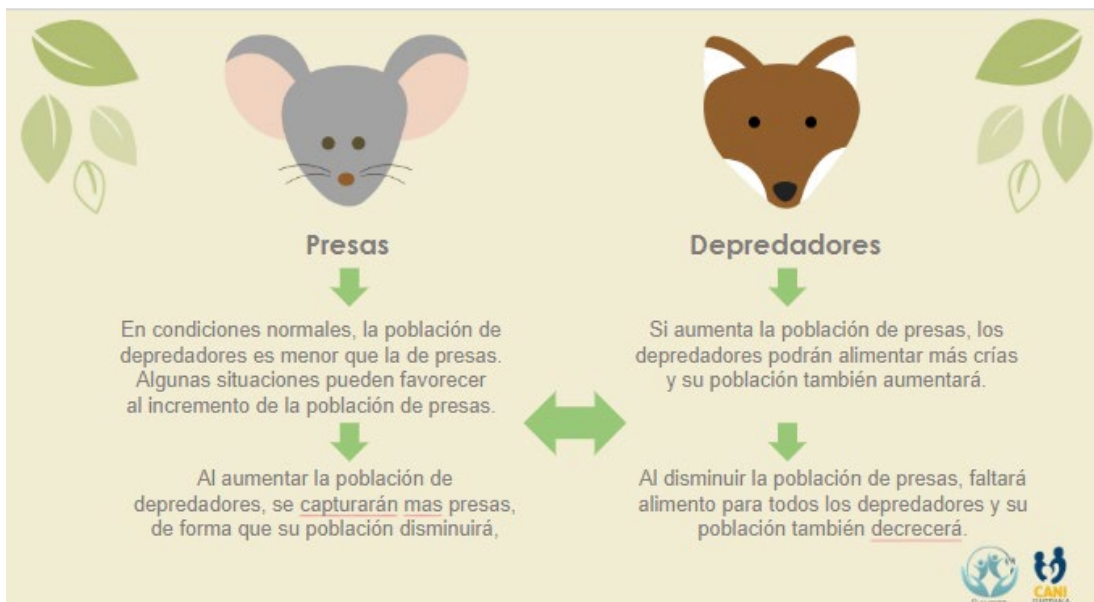 Presas
En condiciones normales, la población de
depredadores es menor que la de presas.
Algunas situaciones pueden favorecer
al incremento de la población de presas.
Al aumentar la población de
depredadores, se capturarán mas presas,
de forma que su población disminuirá,
Depredadores
Si aumenta la población de presas, los
depredadores podrán alimentar más crías
y su población también aumentará.
Al disminuir la población de presas, faltará
alimento para todos los depredadores y su
población también decrecerá.
CANI